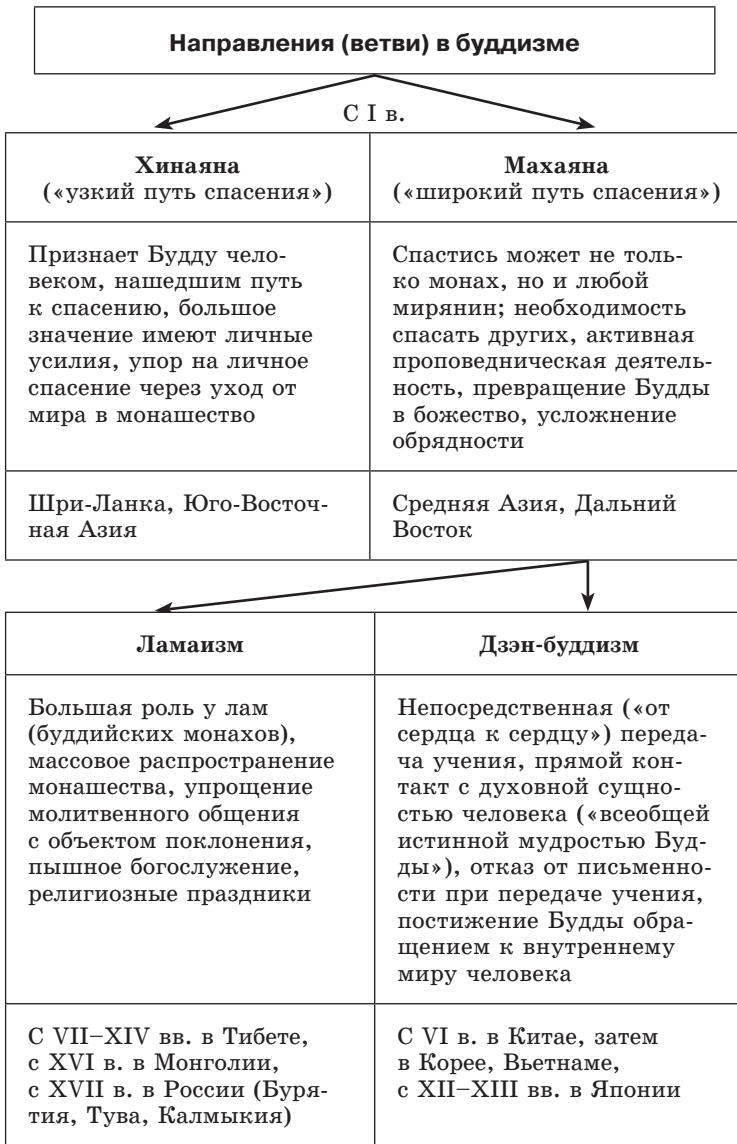 Направления (ветви) в буддизме
С I в.
Хинаяна
(«узкий путь спасения»)
Махаяна
(«широкий путь спасения»)
Признает Будду чело-
веком, нашедшим путь
к спасению, большое
значение имеют личные
усилия, упор на личное
спасение через уход от
мира в монашество
Спастись может не толь-
ко монах, но и любой
мирянин; необходимость
спасать других, активная
проповедническая деятель-
ность, превращение Будды
в божество, усложнение
обрядности
Шри-Ланка, Юго-Восточ-
ная Азия
Средняя Азия, Дальний
Восток
Ламаизм
Дзэн-буддизм
Большая роль у лам
(буддийских монахов),
массовое распространение
монашества, упрощение
молитвенного общения
с объектом поклонения,
пышное богослужение,
религиозные праздники
Непосредственная («от
сердца к сердцу») переда-
ча учения, прямой кон-
такт с духовной сущно-
стью человека («всеобщей
истинной мудростью Буд-
ды»), отказ от письменно-
сти при передаче учения,
постижение Будды обра-
щением к внутреннему
миру человека
С VII–XIV вв. в Тибете,
с XVI в. в Монголии,
с XVII в. в России (Буря-
тия, Тува, Калмыкия)
С VI в. в Китае, затем
в Корее, Вьетнаме,
с XII–XIII вв. в Японии